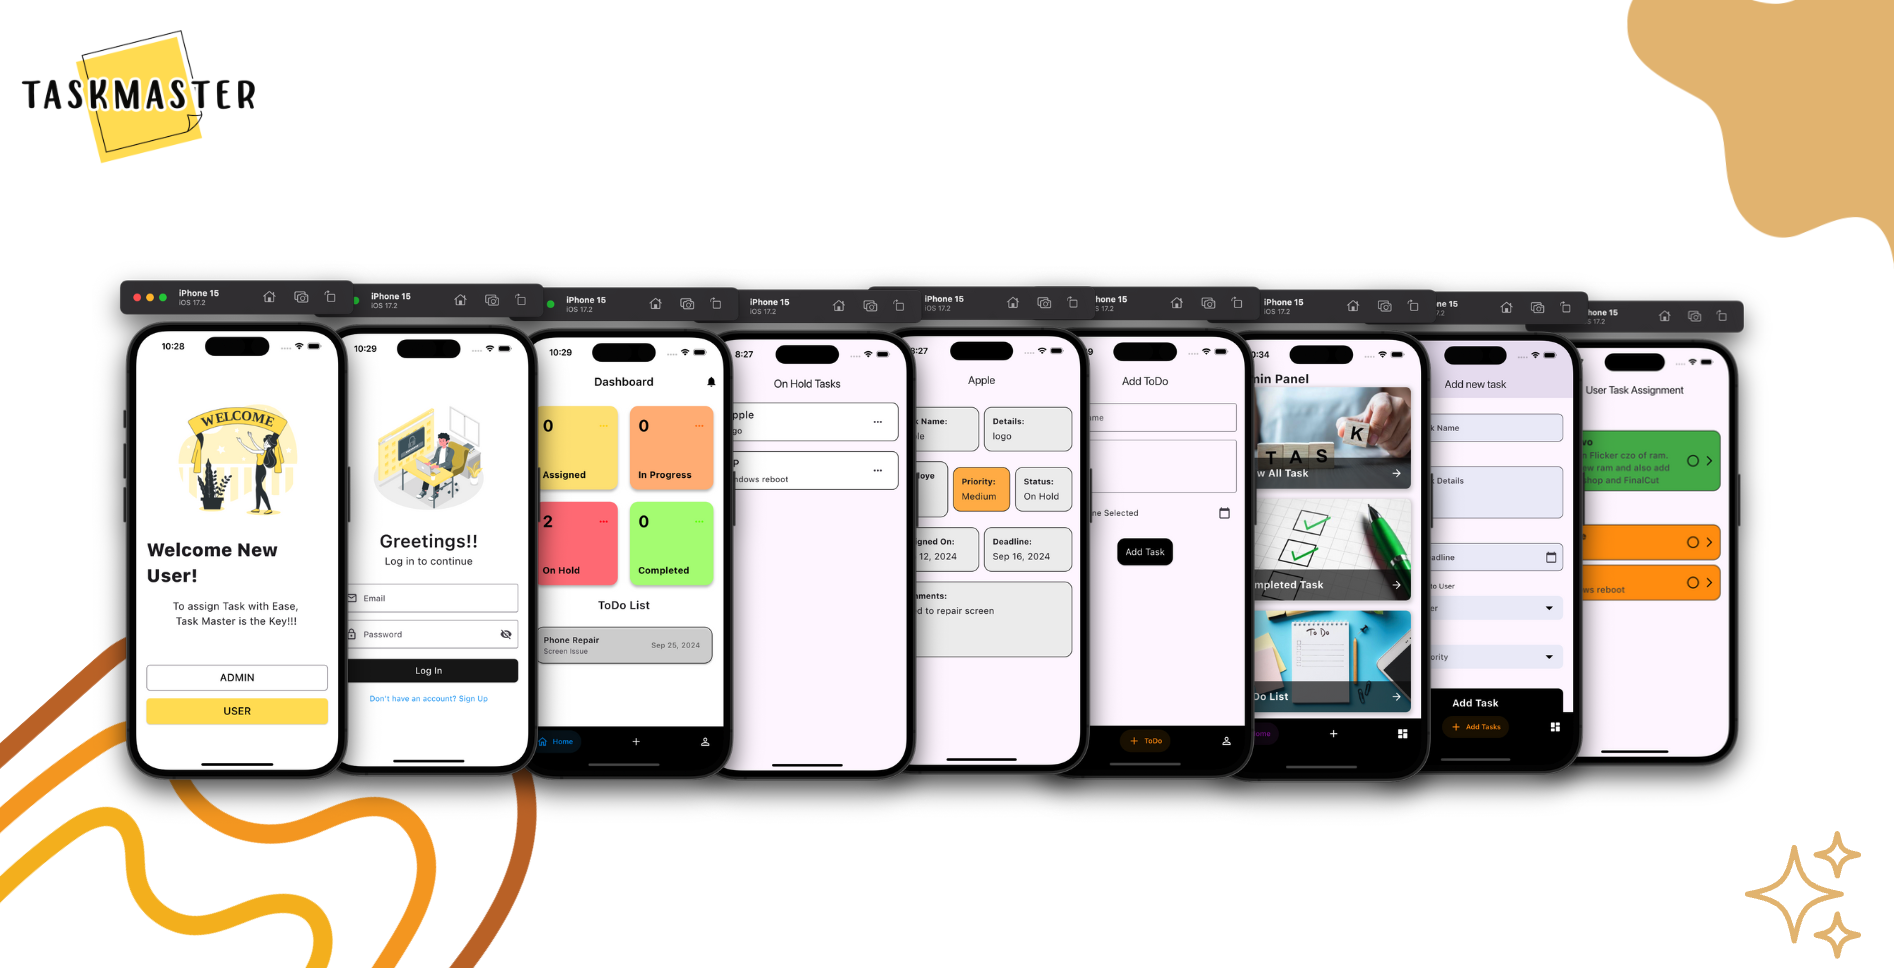 TASKMASTER
iPhone 15
iOS 17.2
10:28
WELCOME
Welcome New
User!
To assign Task with Ease,
Task Master is the Key!!!
ADMIN
USER
iPhone 15
iOS 17.2
10:29
Greetings!!
Log in to continue
Email
Password
Log In
Don't have an account? Sign Up
iPhone 15
iOS 17.2
10:29
Dashboard
0
Assigned
0
In Progress
2
On Hold
0
Completed
ToDo List
Phone Repair
Screen Issue
Sep 25, 2024
Home
iPhone 15
iOS 17.2
8:27
On Hold Tasks
pple
go
P
ndows reboot
iPhone 15
iOS 17.2
8:27
Apple
k Name:
le
Details:
logo
loye
Priority:
Medium
Status:
On Hold
gned On:
12, 2024
Deadline:
Sep 16, 2024
ments:
d to repair screen
hone 15
S 17.2
9
Add ToDo
ame
ne Selected
Add Task
ToDo
iPhone 15
iOS 17.2
0:34
min Panel
K
T A S
w All Task
mpleted Task
To Do
Do List
ome
ne 15
7.2
Add new task
k Name
k Details
adline
to User
er
ority
Add Task
Add Tasks
hone 15
S 17.2
User Task Assignment
wo
n Flicker czo of ram.
ew ram and also add
shop and FinalCut
e
ws reboot